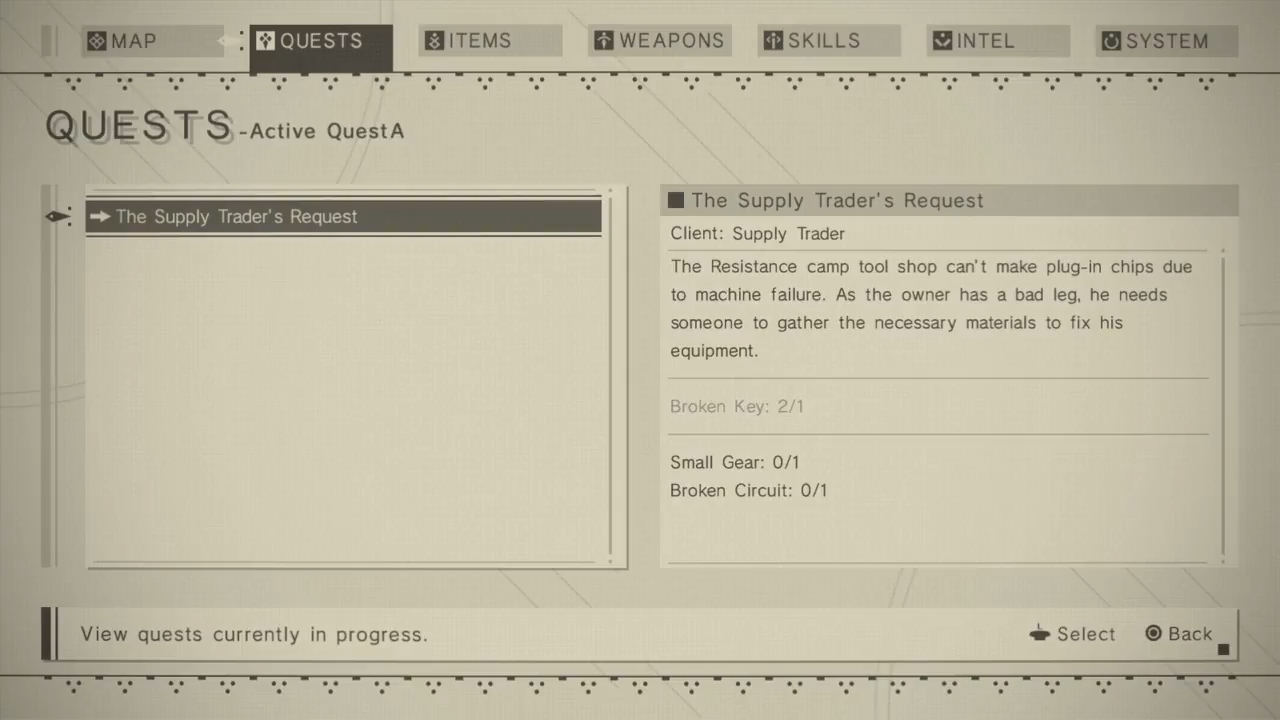 MAP
QUESTS
ITEMS
WEAPONS
SKILLS
INTEL
SYSTEM
QUESTS -Active QuestA
The Supply Trader's Request
The Supply Trader's Request
Client: Supply Trader
The Resistance camp tool shop can't make plug-in chips due
to machine failure. As the owner has a bad leg, he needs
someone to gather the necessary materials to fix his
equipment.
Broken Key: 2/1
Small Gear: 0/1
Broken Circuit: 0/1
View quests currently in progress.
Select
Back